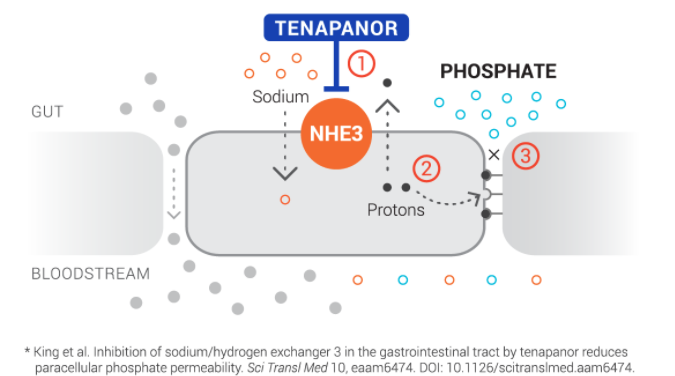 TENAPANOR
1
PHOSPHATE
Sodium
GUT
NHE3
3
2
Protons
BLOODSTREAM
* King et al. Inhibition of sodium/hydrogen exchanger 3 in the gastrointestinal tract by tenapanor reduces
paracellular phosphate permeability. Sci Transl Med 10, eaam6474. DOI: 10.1126/scitranslmed.aam6474.